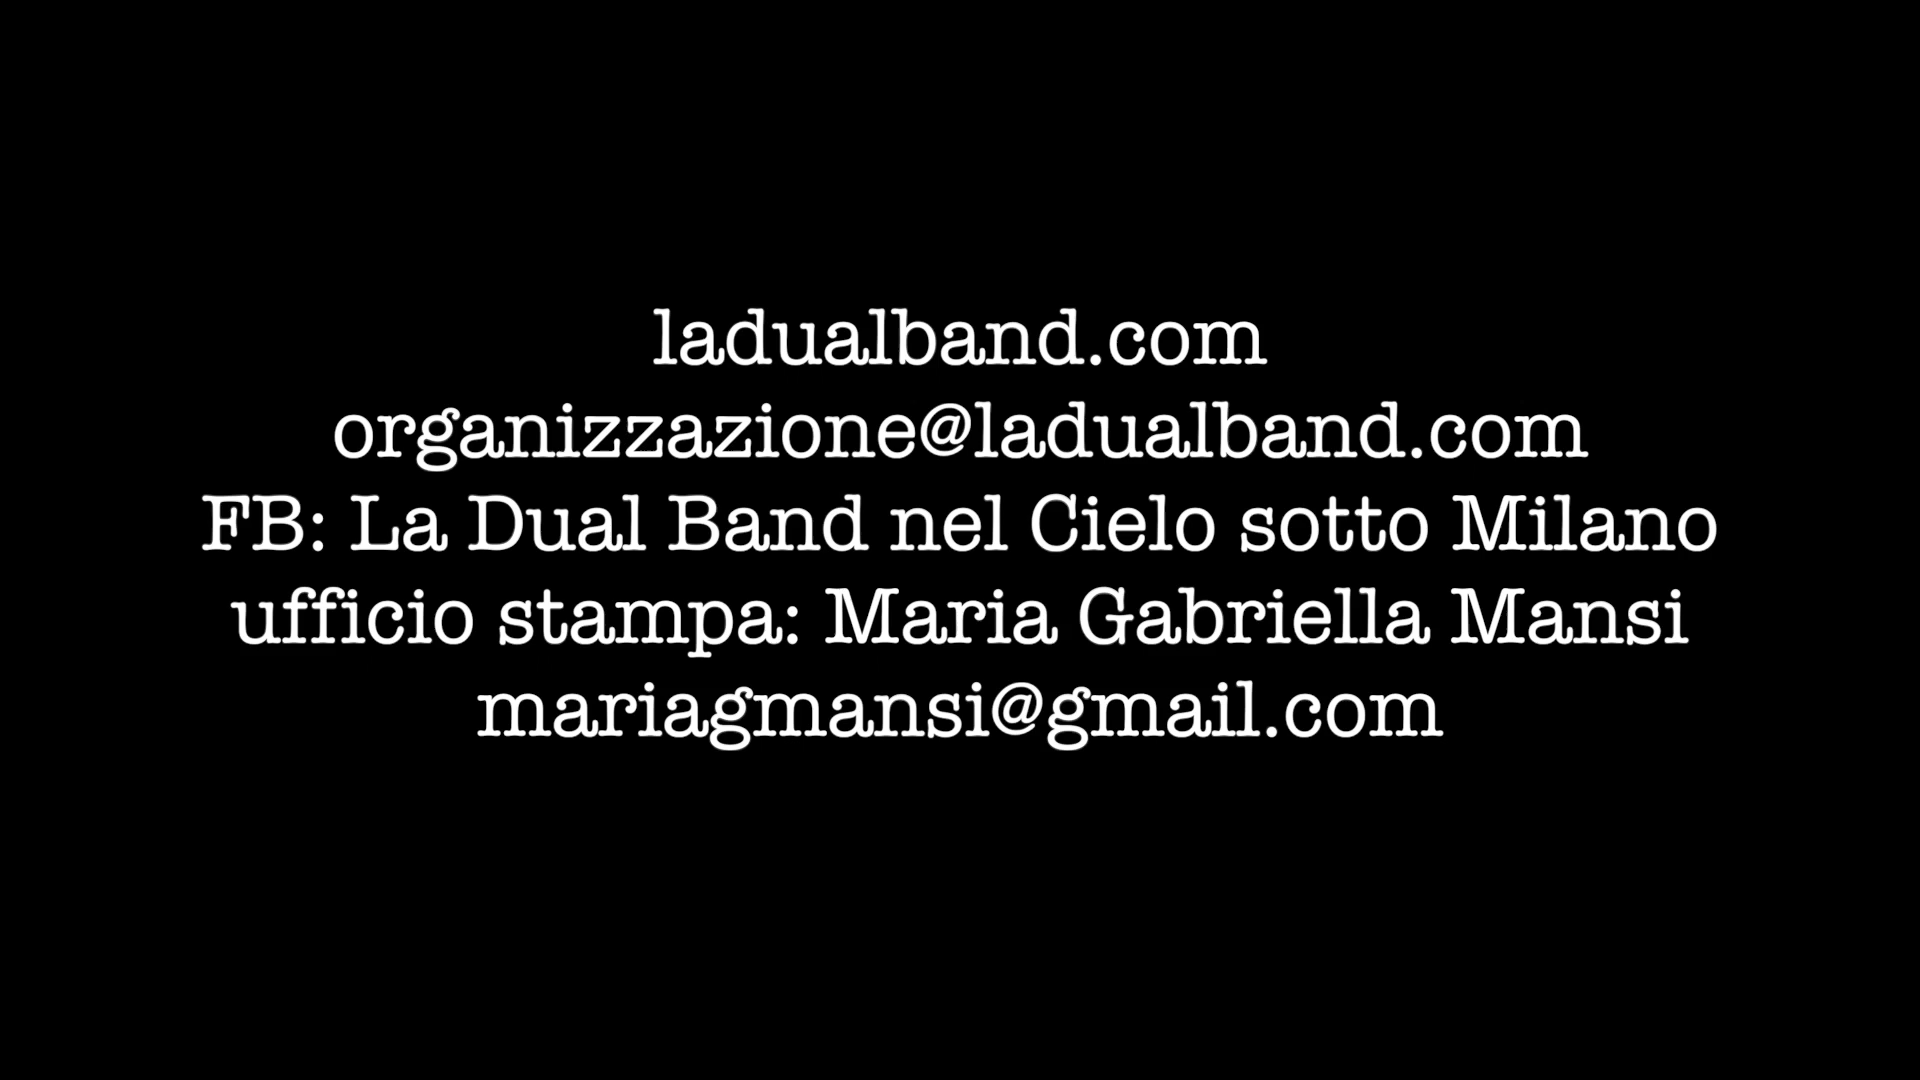 ladualband.com
organizzazione@ladualband.com
FB: La Dual Band nel Cielo sotto Milano
ufficio stampa: Maria Gabriella Mansi
mariagmansi@gmail.com